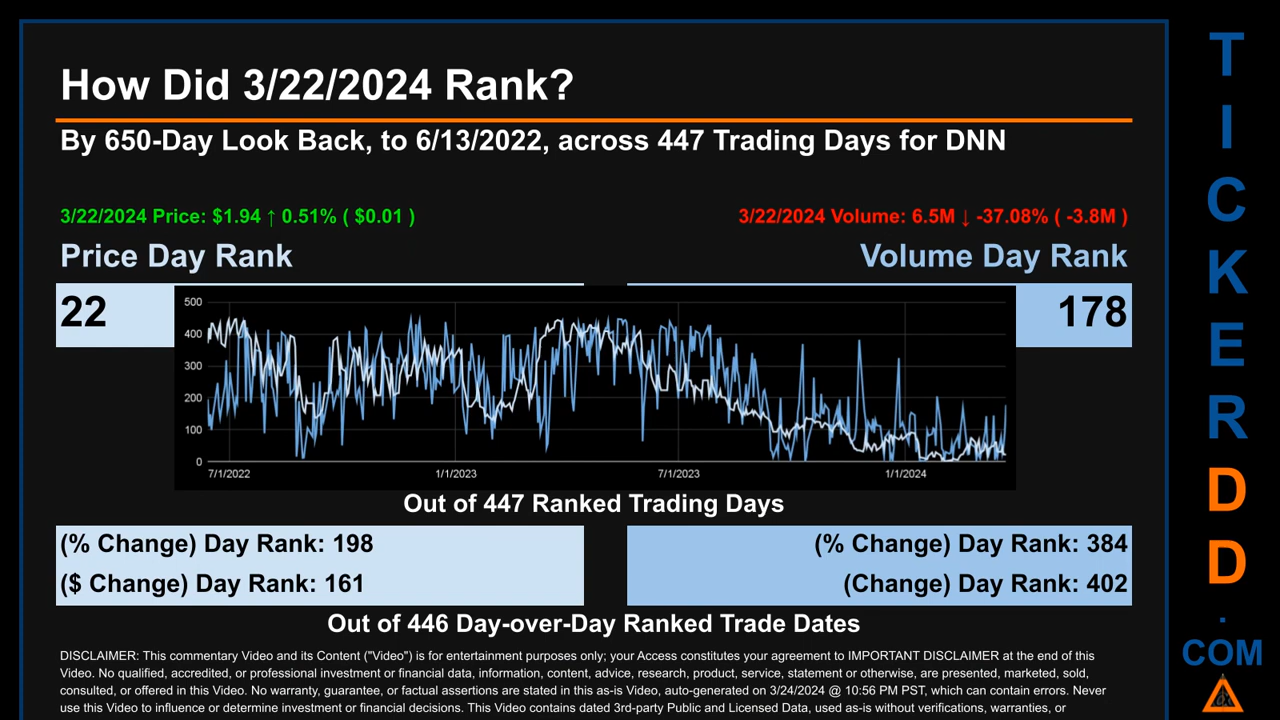 How Did 3/22/2024 Rank?
By 650-Day Look Back, to 6/13/2022, across 447 Trading Days for DNN
3/22/2024 Price: $1.94 ↑ 0.51% ( $0.01 )
3/22/2024 Volume: 6.5M ↓ -37.08% ( -3.8M )
Price Day Rank
Volume Day Rank
22
178
500
400
300
200
100
0
7/1/2022
1/1/2023
7/1/2023
1/1/2024
Out of 447 Ranked Trading Days
(% Change) Day Rank: 198
($ Change) Day Rank: 161
(% Change) Day Rank: 384
(Change) Day Rank: 402
Out of 446 Day-over-Day Ranked Trade Dates
DISCLAIMER: This commentary Video and its Content ("Video") is for entertainment purposes only; your Access constitutes your agreement to IMPORTANT DISCLAIMER at the end of this
Video. No qualified, accredited, or professional investment or financial data, information, content, advice, research, product, service, statement or otherwise, are presented, marketed, sold,
consulted, or offered in this Video. No warranty, guarantee, or factual assertions are stated in this as-is Video, auto-generated on 3/24/2024 @ 10:56 PM PST, which can contain errors. Never
use this Video to influence or determine investment or financial decisions. This Video contains dated 3rd-party Public and Licensed Data, used as-is without verifications, warranties, or
T
I
C
K
E
R
D
D
.
COM